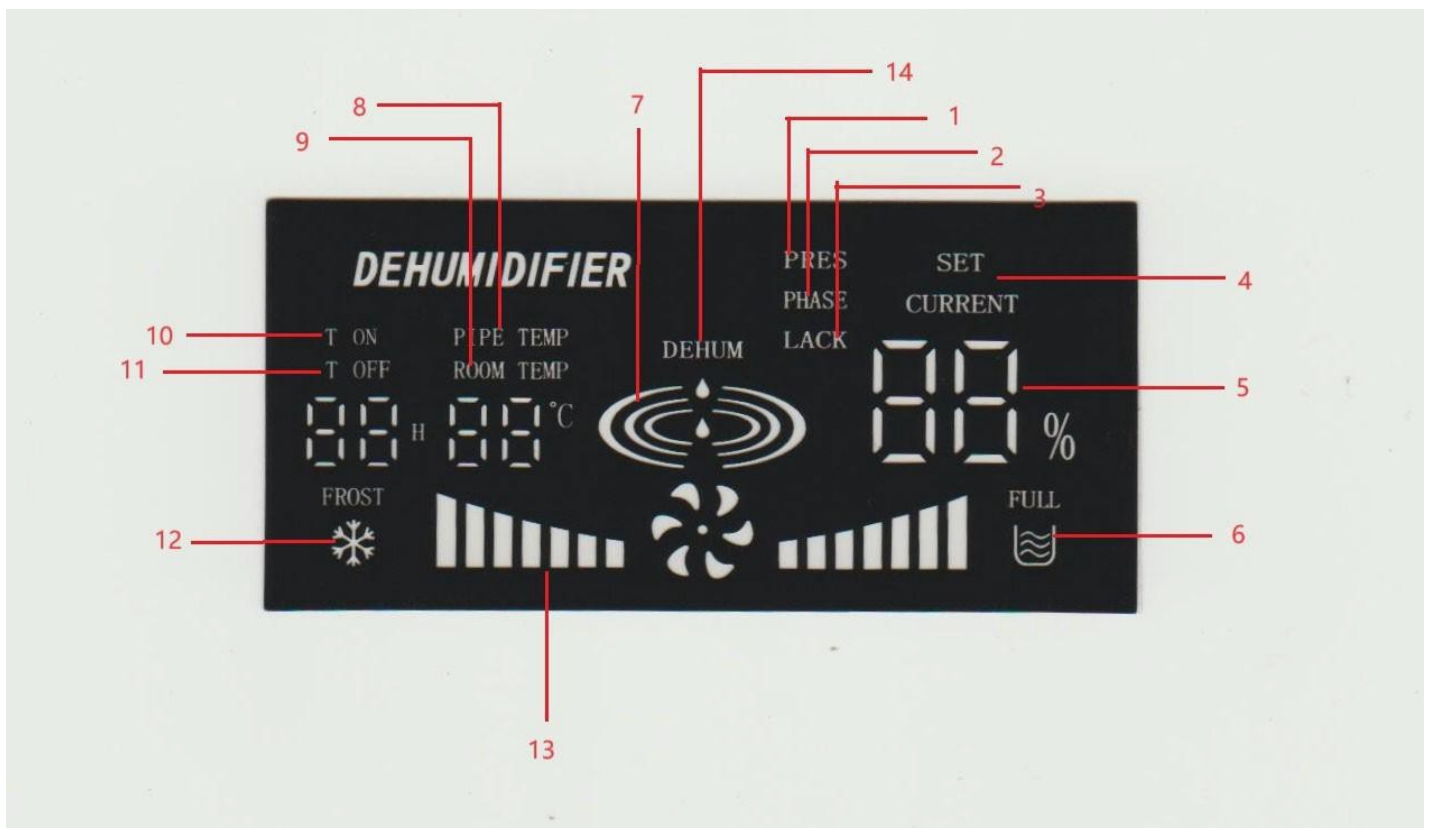 14
8
7
1
9
2
3
DEHUMIDIFIER
PRES
SET
4
PHASE
CURRENT
10
T ON
PIPE TEMP
LACK
DEHUM
11
T OFF
ROOM TEMP
88 H
88 °C
88 %
5
FROST
FULL
12
6
13